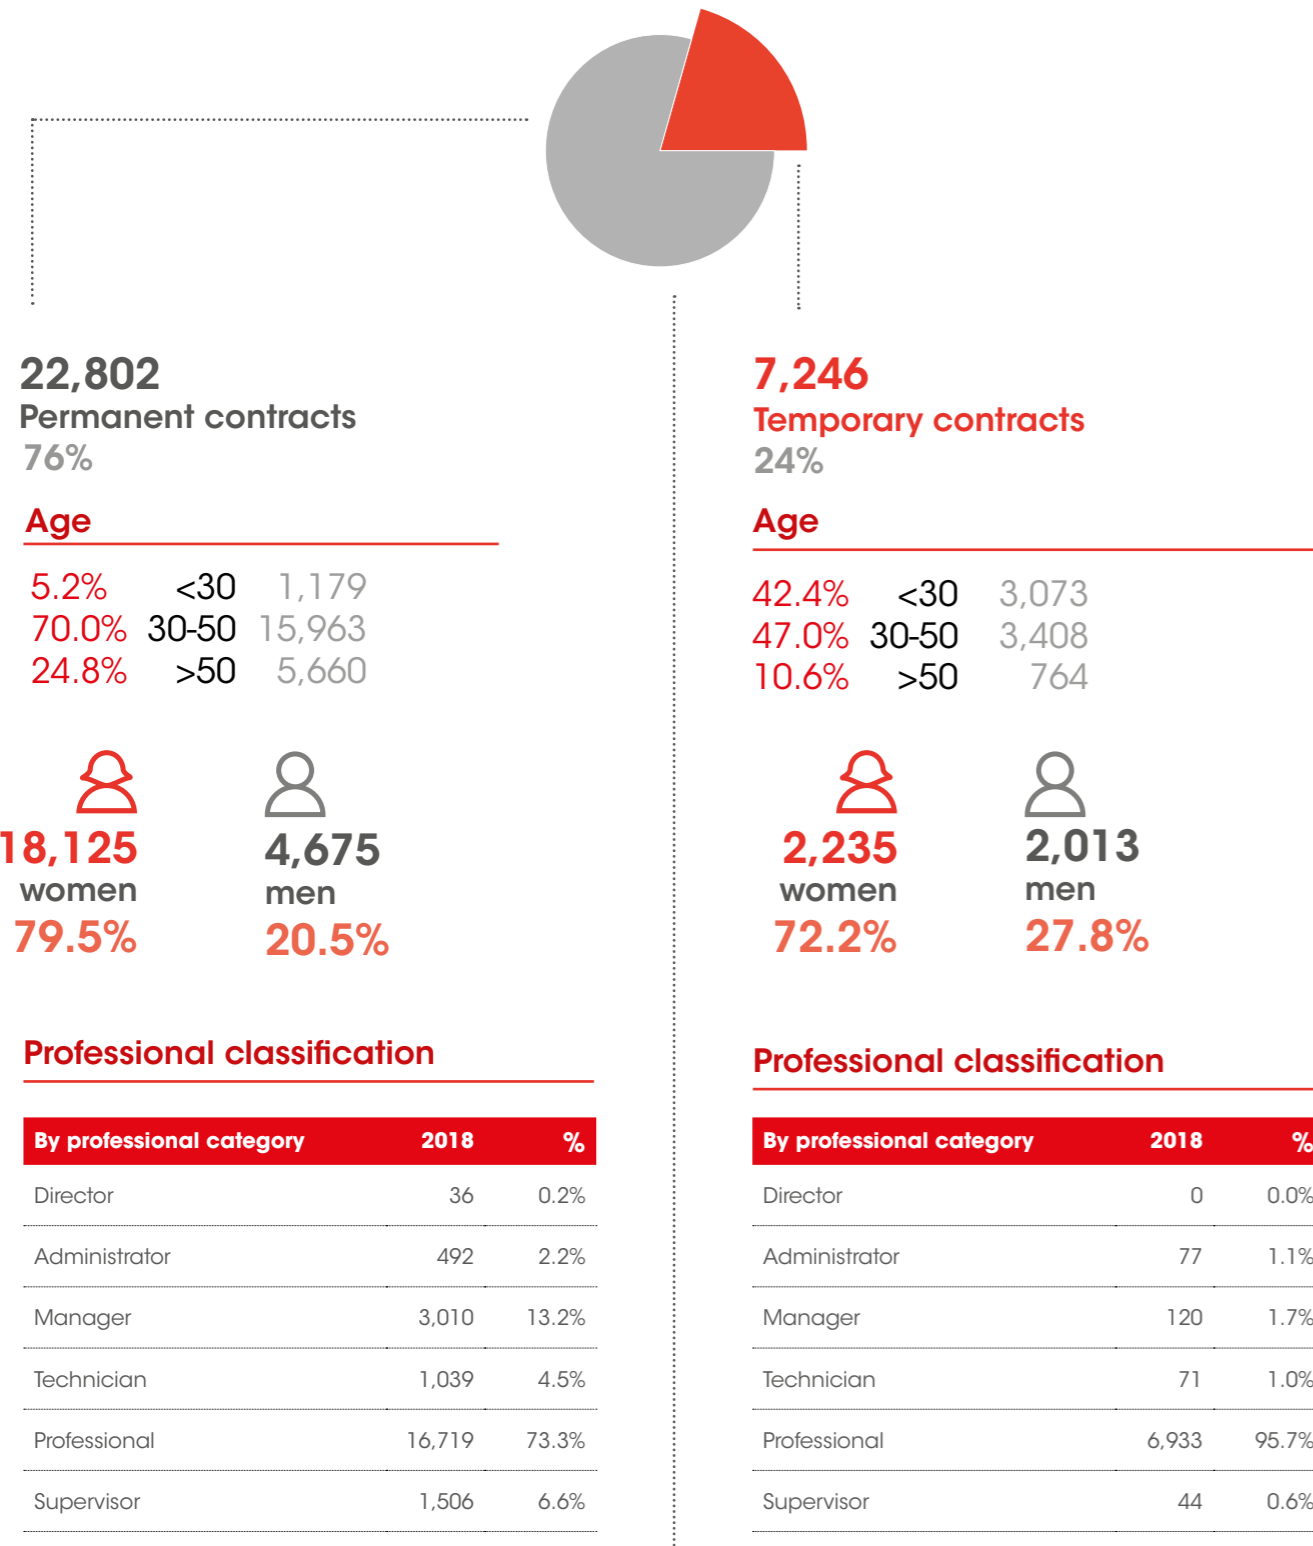 22,802
Permanent contracts
76%
Age
5.2% <30 1,179
70.0% 30-50 15,963
24.8% >50 5,660
18,125 women 79.5%
4,675 men 20.5%
Professional classification
By professional category 2018 %
Director 36 0.2%
Administrator 492 2.2%
Manager 3,010 13.2%
Technician 1,039 4.5%
Professional 16,719 73.3%
Supervisor 1,506 6.6%
7,246
Temporary contracts
24%
Age
42.4% <30 3,073
47.0% 30-50 3,408
10.6% >50 764
2,235 women 72.2%
2,013 men 27.8%
Professional classification
By professional category 2018 %
Director 0 0.0%
Administrator 77 1.1%
Manager 120 1.7%
Technician 71 1.0%
Professional 6,933 95.7%
Supervisor 44 0.6%